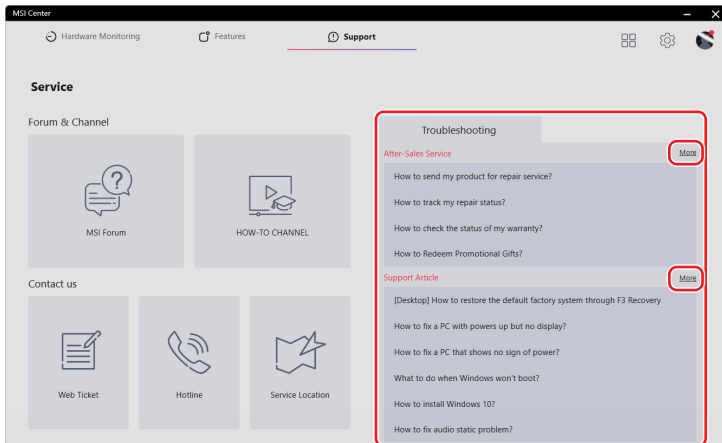 MSI Center
Hardware Monitoring
Features
Support
Service
Forum & Channel
MSI Forum
HOW-TO CHANNEL
Contact us
Web Ticket
Hotline
Service Location
Troubleshooting
After-Sales Service
More
How to send my product for repair service?
How to track my repair status?
How to check the status of my warranty?
How to Redeem Promotional Gifts?
Support Article
More
[Desktop] How to restore the default factory system through F3 Recovery
How to fix a PC with powers up but no display?
How to fix a PC that shows no sign of power?
What to do when Windows won't boot?
How to install Windows 10?
How to fix audio static problem?